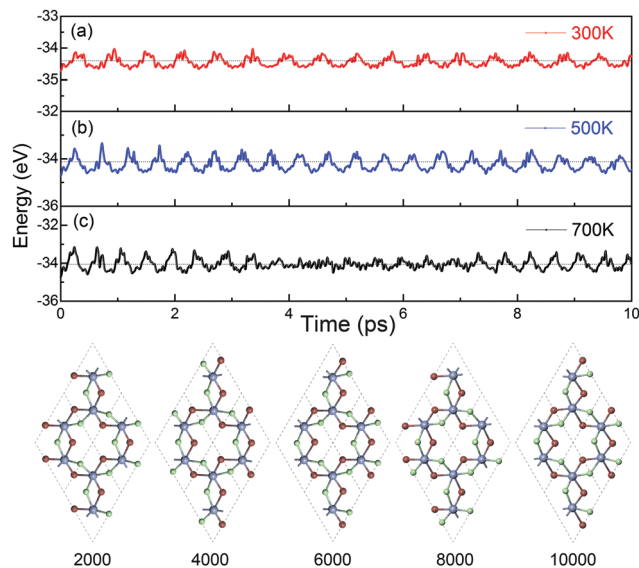 -33
(a)
300K
-34
-35
-32
(b)
500K
-34
-36
(c)
700K
-32
-34
-36
Energy (eV)
0 2 4 6 8 10
Time (ps)
2000 4000 6000 8000 10000